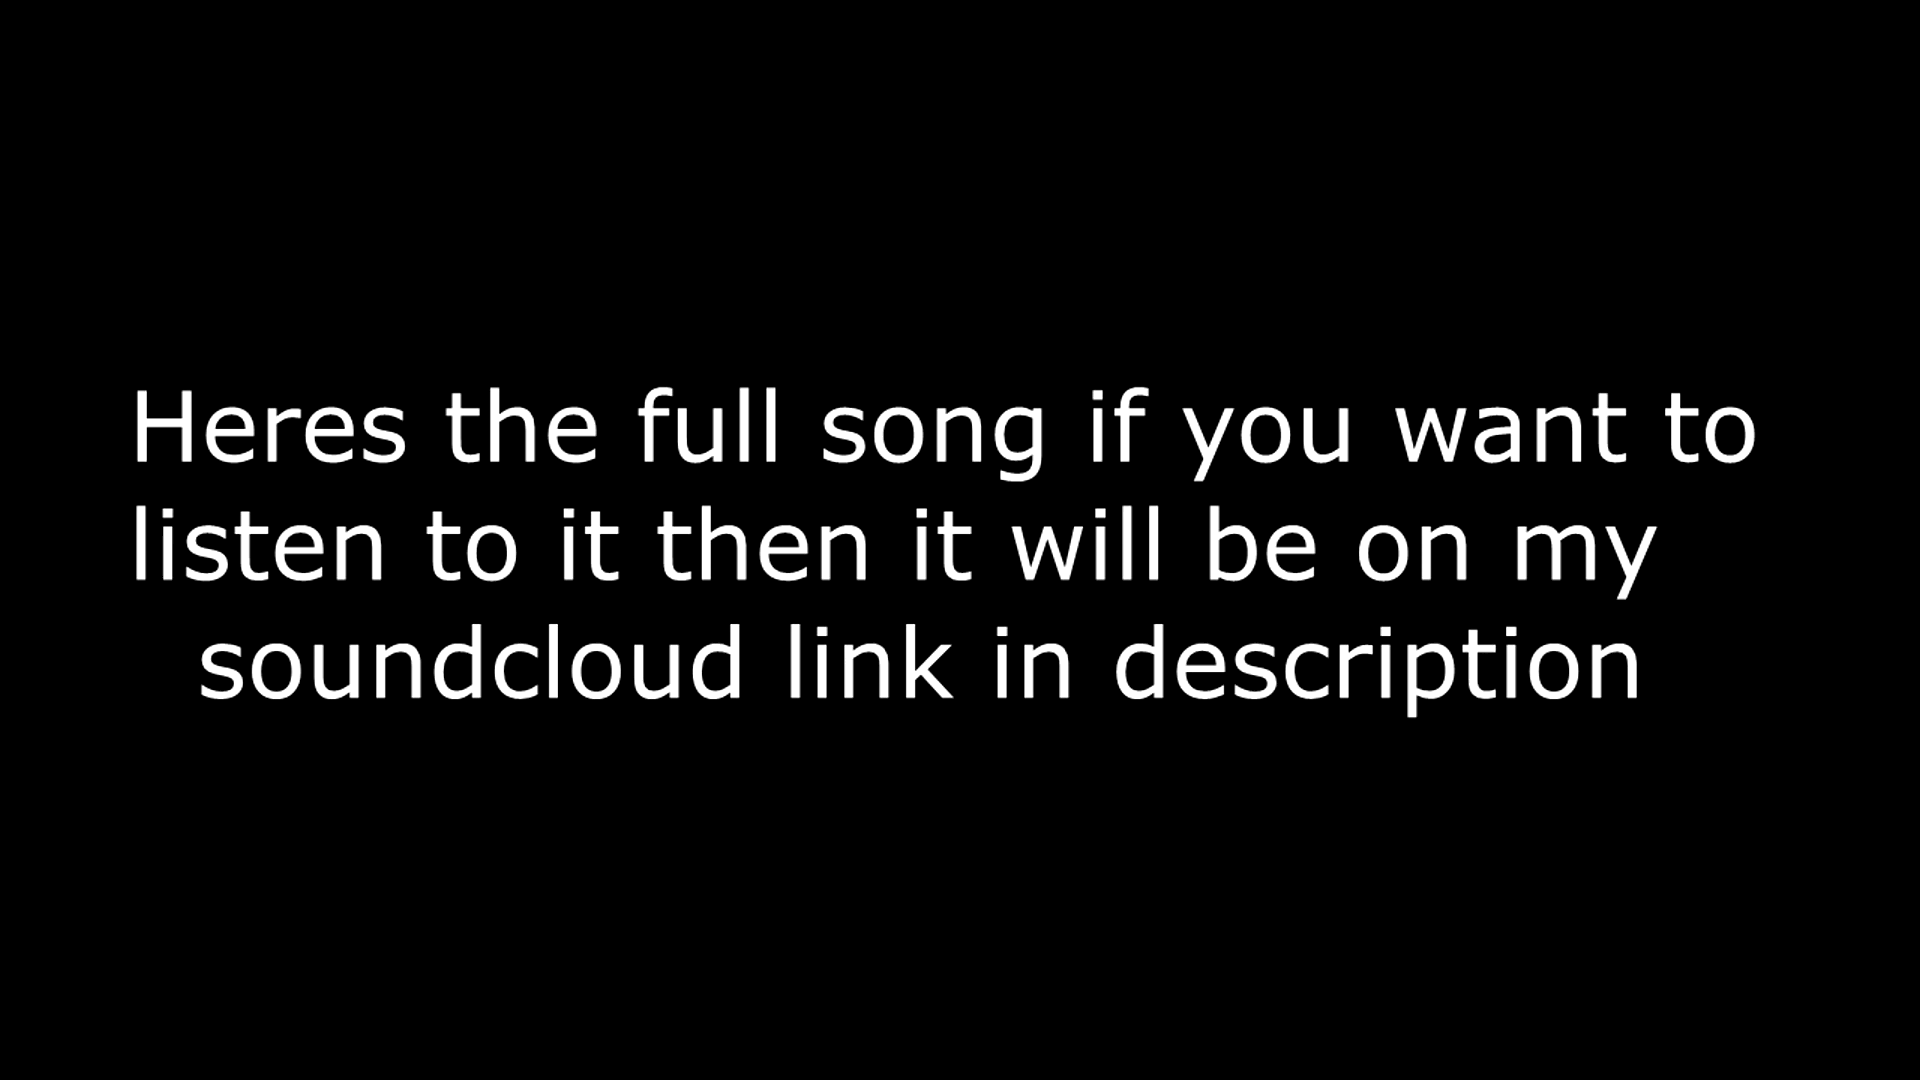 Heres the full song if you want to
listen to it then it will be on my
soundcloud link in description